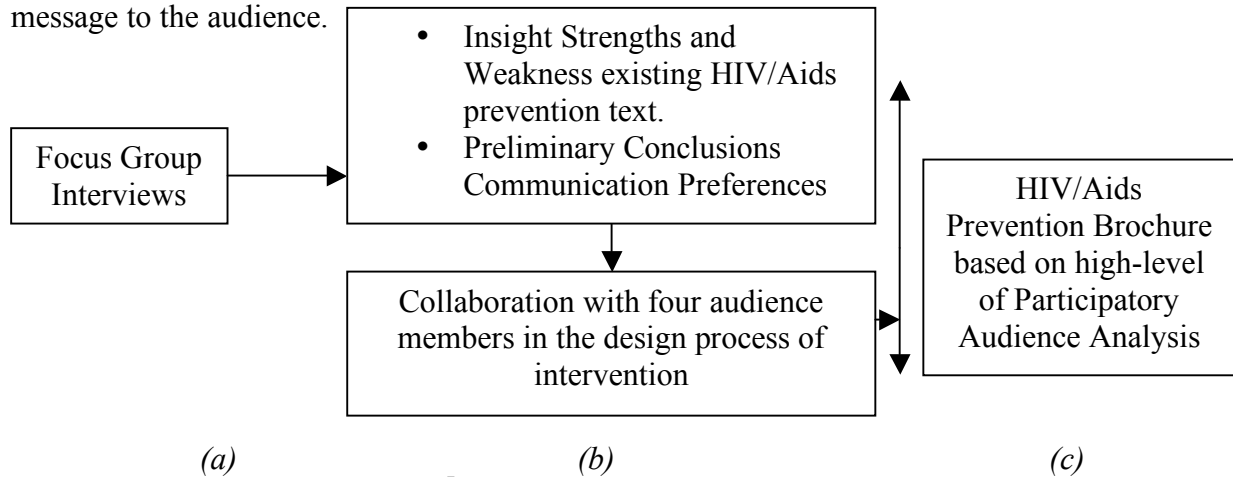 message to the audience.
• Insight Strengths and
Weakness existing HIV/Aids
prevention text.
• Preliminary Conclusions
Communication Preferences
Focus Group
Interviews
Collaboration with four audience
members in the design process of
intervention
HIV/Aids
Prevention Brochure
based on high-level
of Participatory
Audience Analysis
(a)
(b)
(c)